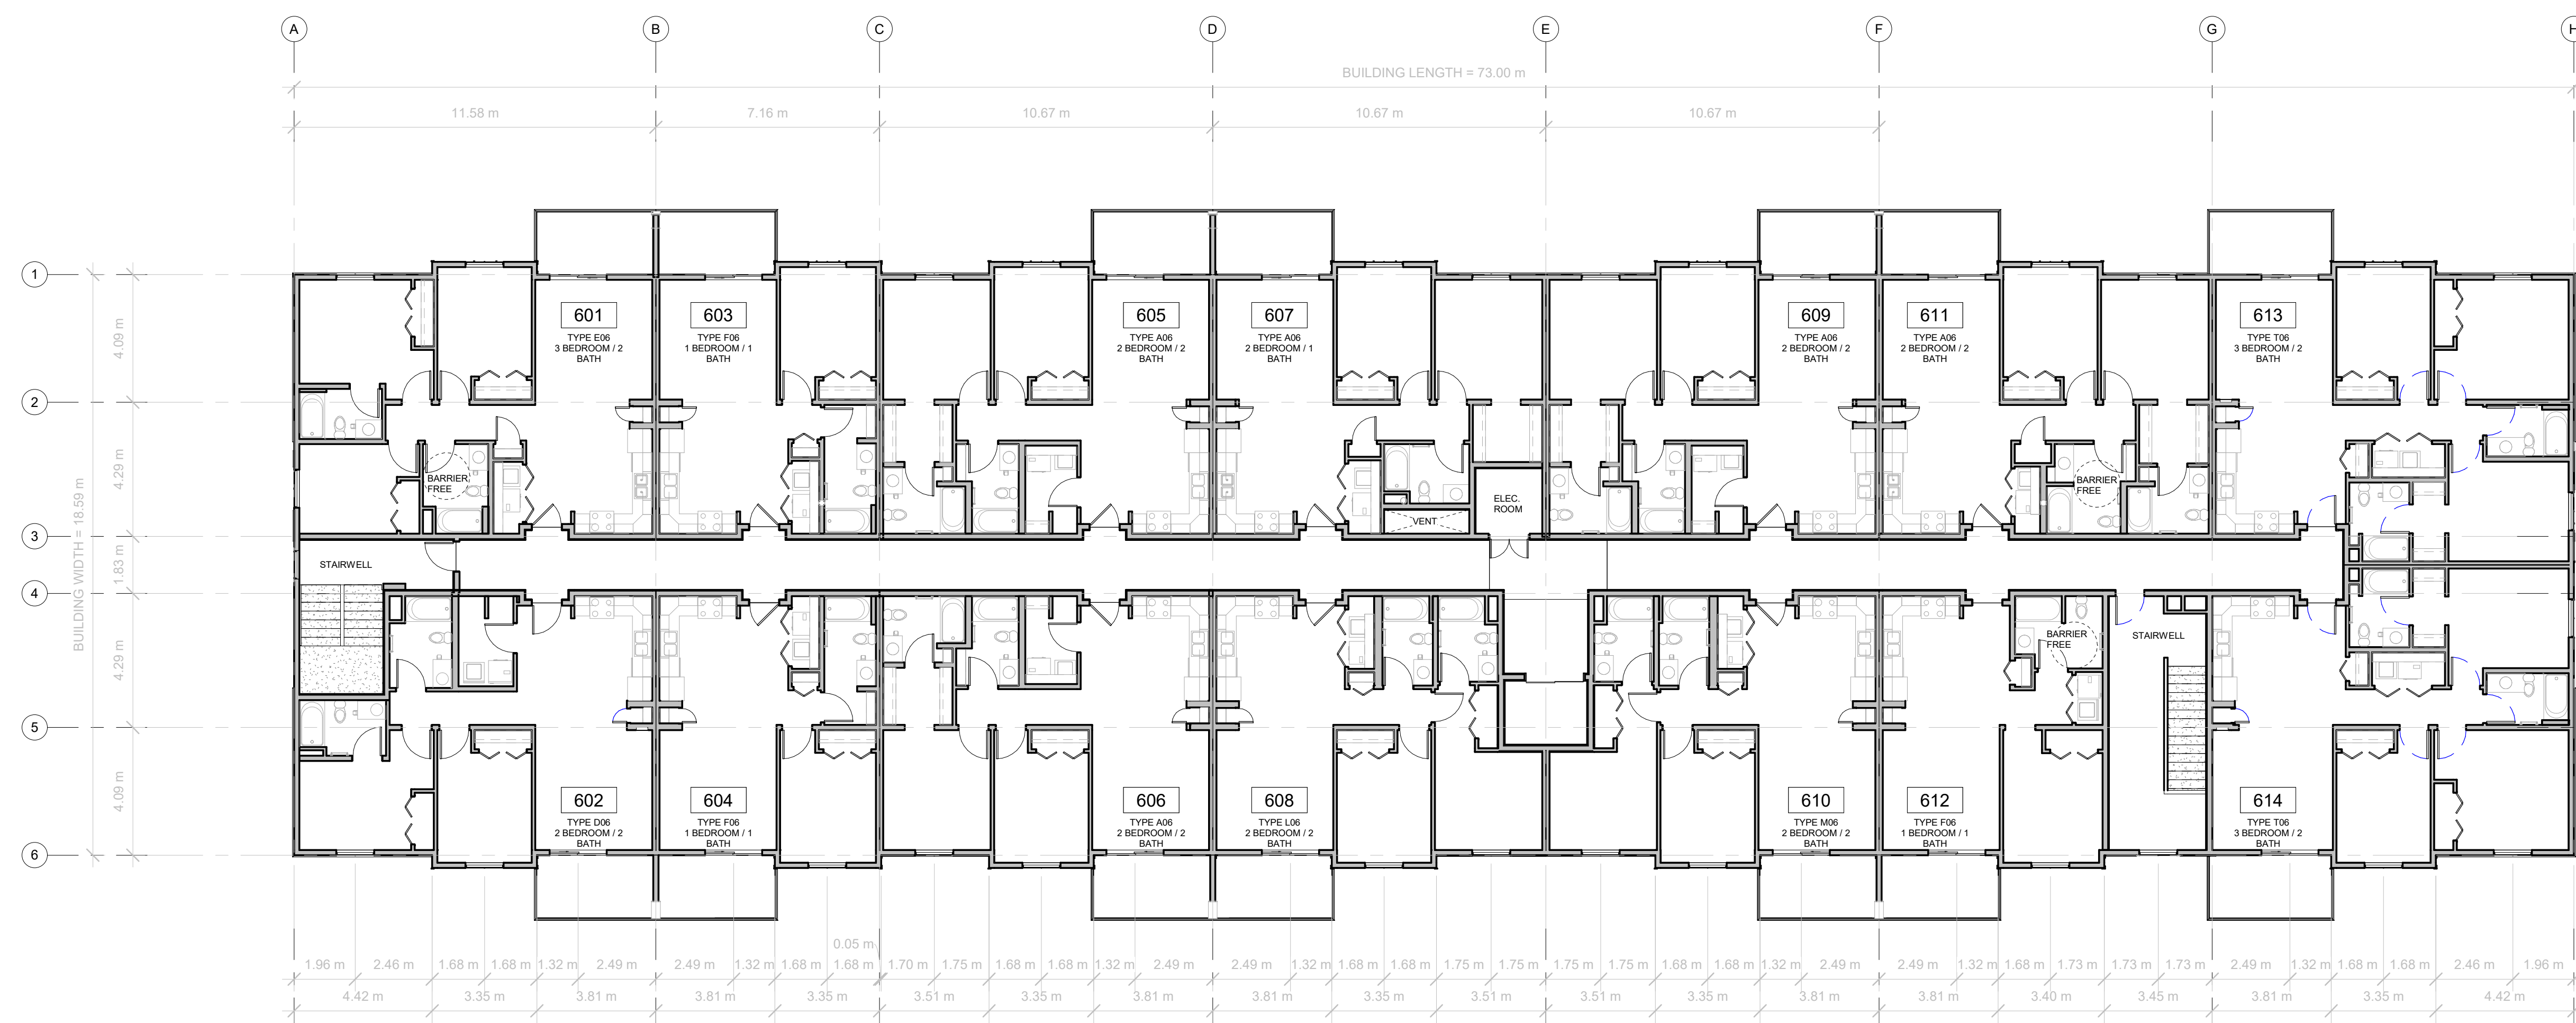 A B C D E F G H
BUILDING LENGTH = 73.00 m
11.58 m 7.16 m 10.67 m 10.67 m 10.67 m
1
2
3
4
5
6
BUILDING WIDTH = 18.59 m
4.09 m
4.29 m
1.83 m
4.29 m
4.09 m
601
TYPE E06
3 BEDROOM / 2
BATH
603
TYPE F06
1 BEDROOM / 1
BATH
605
TYPE A06
2 BEDROOM / 2
BATH
607
TYPE A06
2 BEDROOM / 1
BATH
609
TYPE A06
2 BEDROOM / 2
BATH
611
TYPE A06
2 BEDROOM / 2
BATH
613
TYPE T06
3 BEDROOM / 2
BATH
BARRIER
FREE
VENT
ELEC.
ROOM
BARRIER
FREE
STAIRWELL
BARRIER
FREE
STAIRWELL
602
TYPE D06
2 BEDROOM / 2
BATH
604
TYPE F06
1 BEDROOM / 1
BATH
606
TYPE A06
2 BEDROOM / 2
BATH
608
TYPE L06
2 BEDROOM / 2
BATH
610
TYPE M06
2 BEDROOM / 2
BATH
612
TYPE F06
1 BEDROOM / 1
BATH
614
TYPE T06
3 BEDROOM / 2
BATH
0.05 m
1.96 m 2.46 m 1.68 m 1.68 m 1.32 m 2.49 m 2.49 m 1.32 m 1.68 m 1.68 m 1.70 m 1.75 m 1.68 m 1.68 m 1.32 m 2.49 m 2.49 m 1.32 m 1.68 m 1.68 m 1.75 m 1.75 m 1.75 m 1.75 m 1.68 m 1.68 m 1.32 m 2.49 m 2.49 m 1.32 m 1.68 m 1.73 m 1.73 m 1.73 m 2.49 m 1.32 m 1.68 m 1.68 m 2.46 m 1.96 m
4.42 m 3.35 m 3.81 m 3.81 m 3.35 m 3.51 m 3.35 m 3.81 m 3.81 m 3.35 m 3.51 m 3.51 m 3.35 m 3.81 m 3.81 m 3.40 m 3.45 m 3.81 m 3.35 m 4.42 m